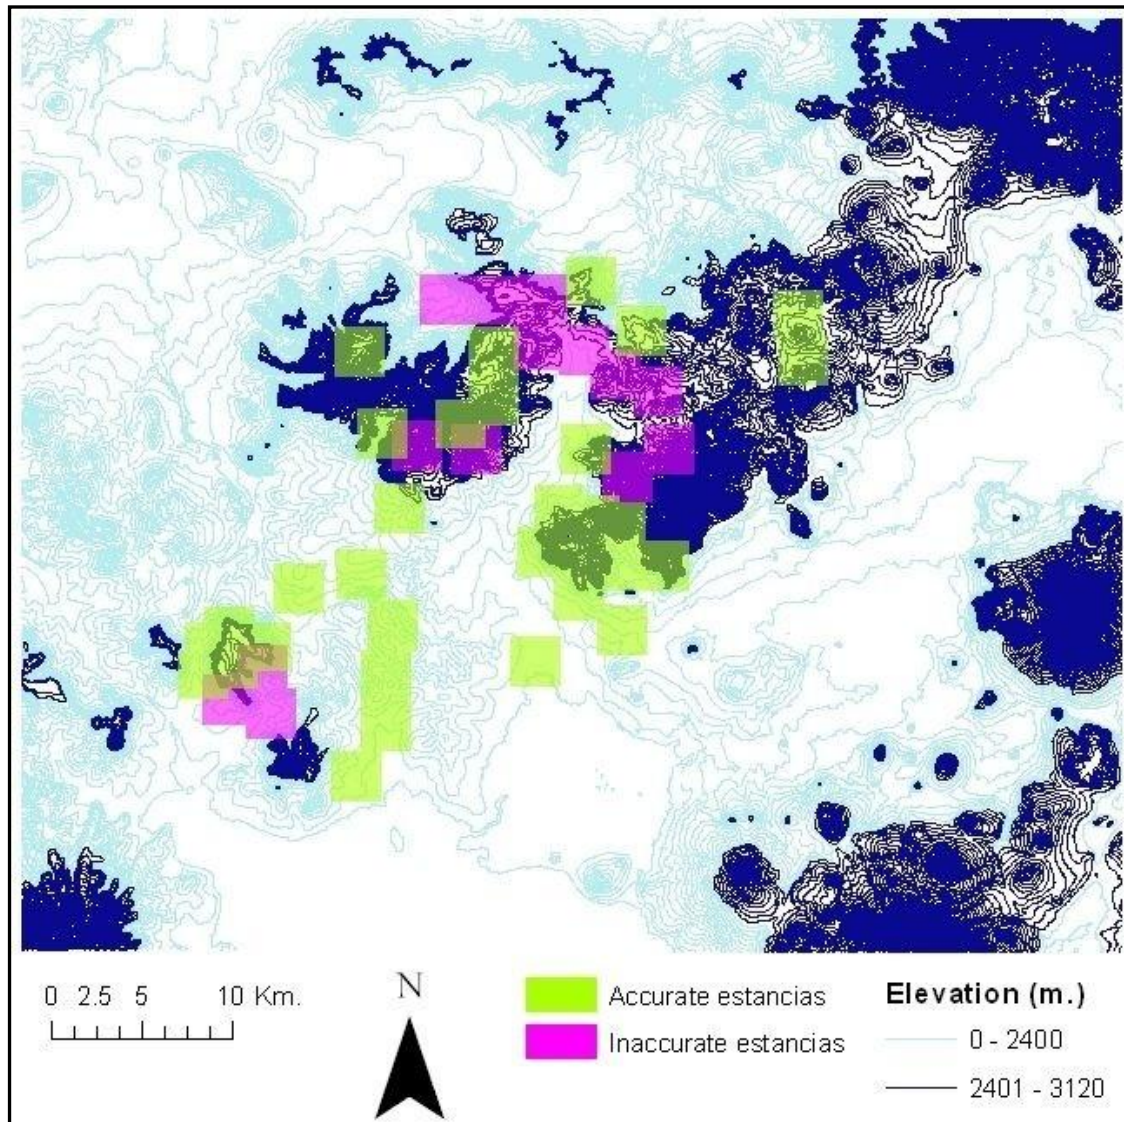 0 2.5 5 10 Km.
N
Accurate estancias
Inaccurate estancias
Elevation (m.)
0 - 2400
2401 - 3120